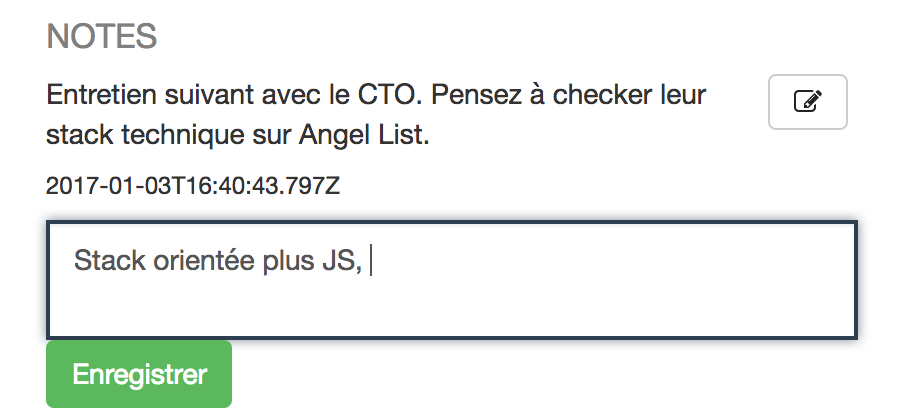 NOTES
Entretien suivant avec le CTO. Pensez à checker leur
stack technique sur Angel List.
2017-01-03T16:40:43.797Z
Stack orientée plus JS,
Enregistrer